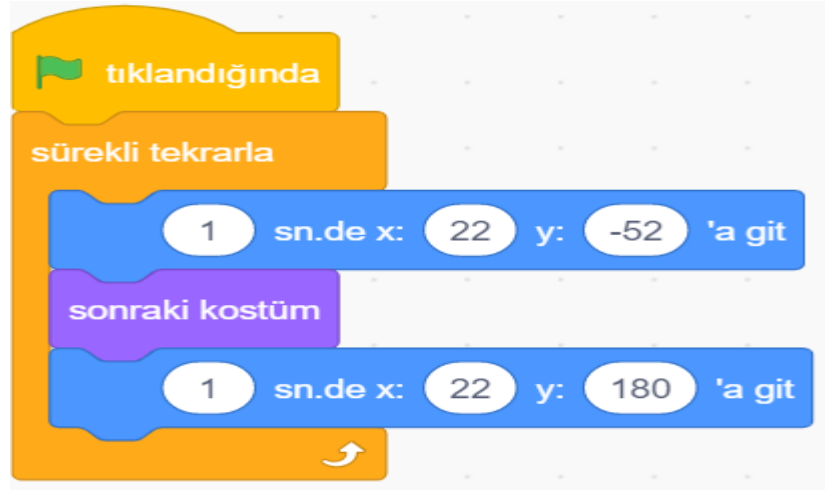 tıklandığında
sürekli tekrarla
1 sn.de x: 22 y: -52 'a git
sonraki kostüm
1 sn.de x: 22 y: 180 'a git